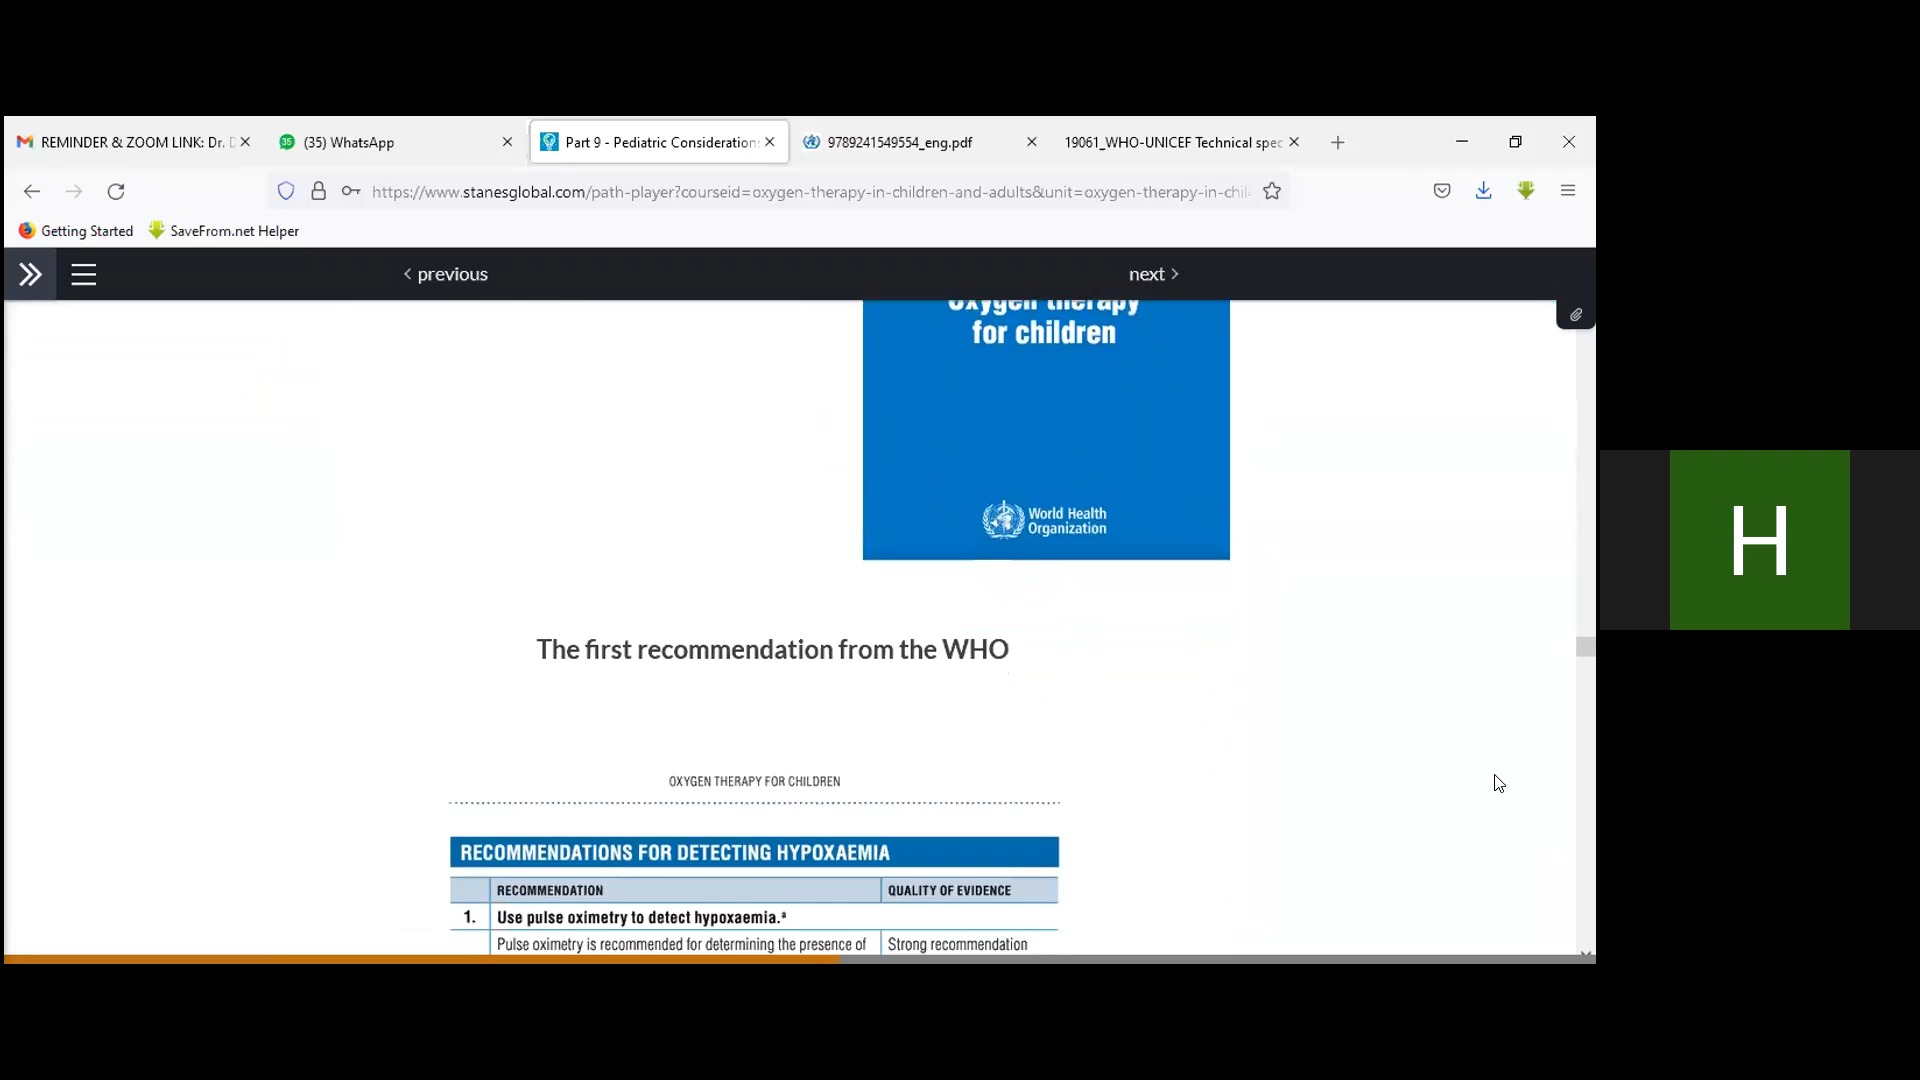 REMINDER & ZOOM LINK: Dr. D
35
(35) WhatsApp
Part 9 - Pediatric Considerations
9789241549554_eng.pdf
19061_WHO-UNICEF Technical spec
https://www.stanesglobal.com/path-player?courseid=oxygen-therapy-in-children-and-adults&unit=oxygen-therapy-in-chil
Getting Started
SaveFrom.net Helper
< previous
next >
Oxygen therapy
for children
World Health
Organization
H
The first recommendation from the WHO
OXYGEN THERAPY FOR CHILDREN
RECOMMENDATIONS FOR DETECTING HYPOXAEMIA
RECOMMENDATION QUALITY OF EVIDENCE
1. Use pulse oximetry to detect hypoxaemia.ª
Pulse oximetry is recommended for determining the presence of Strong recommendation